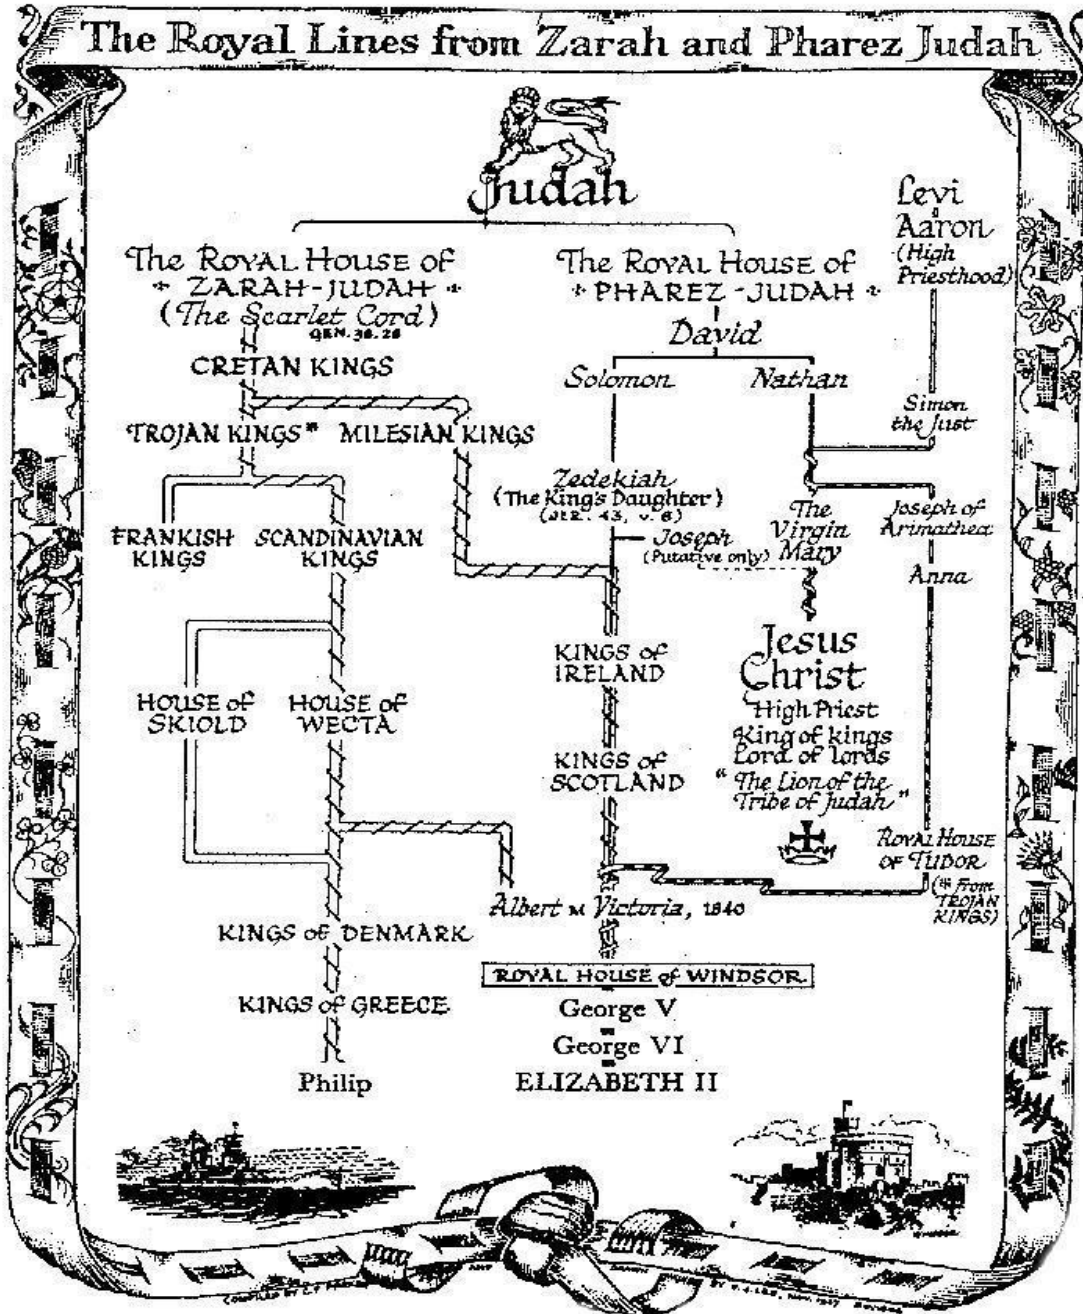 The Royal Lines from Zarah and Pharez Judah
Judah
Levi
Aaron
(High
Priesthood)
The ROYAL HOUSE of
ZARAH-JUDAH
(The Scarlet Cord)
GEN. 38.28
The ROYAL HOUSE of
PHAREZ-JUDAH
David
CRETAN KINGS
Solomon
Nathan
Simon
the Just
TROJAN KINGS*
MILESIAN KINGS
Zedekiah
(The King's Daughter)
(JER. 43, v. 6)
Joseph
(Putative only)
The
Virgin
Mary
Joseph of
Arimathea
Anna
FRANKISH
KINGS
SCANDINAVIAN
KINGS
KINGS of
IRELAND
Jesus
Christ
High Priest
King of kings
Lord of lords
"The Lion of the
Tribe of Judah"
HOUSE of
SKIOLD
HOUSE of
WECTA
KINGS of
SCOTLAND
ROYAL HOUSE
OF TUDOR
(* from
TROJAN
KINGS)
Albert M Victoria, 1840
KINGS of DENMARK
ROYAL HOUSE of WINDSOR
KINGS of GREECE
George V
George VI
Philip
ELIZABETH II
COMPILED BY